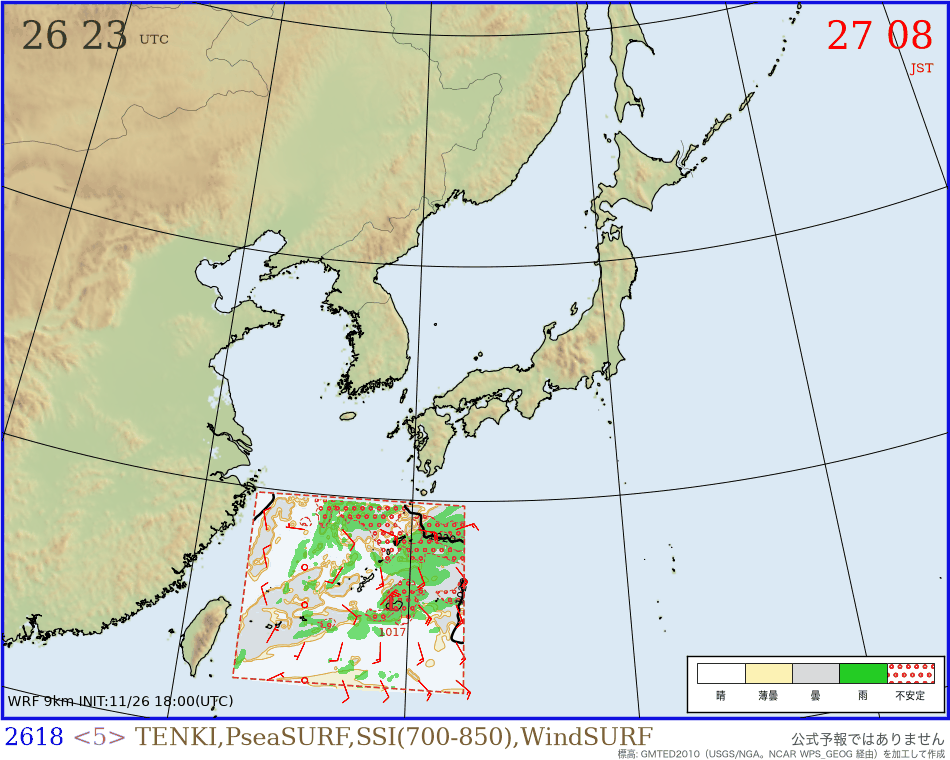 26 23 UTC
27 08
JST
1017
晴 薄曇 曇 雨 不安定
WRF 9km INIT:11/26 18:00(UTC)
2618 <5> TENKI,PseaSURF,SSI(700-850),WindSURF
公式予報ではありません
標高: GMTED2010（USGS/NGA。NCAR WPS_GEOG 経由）を加工して作成